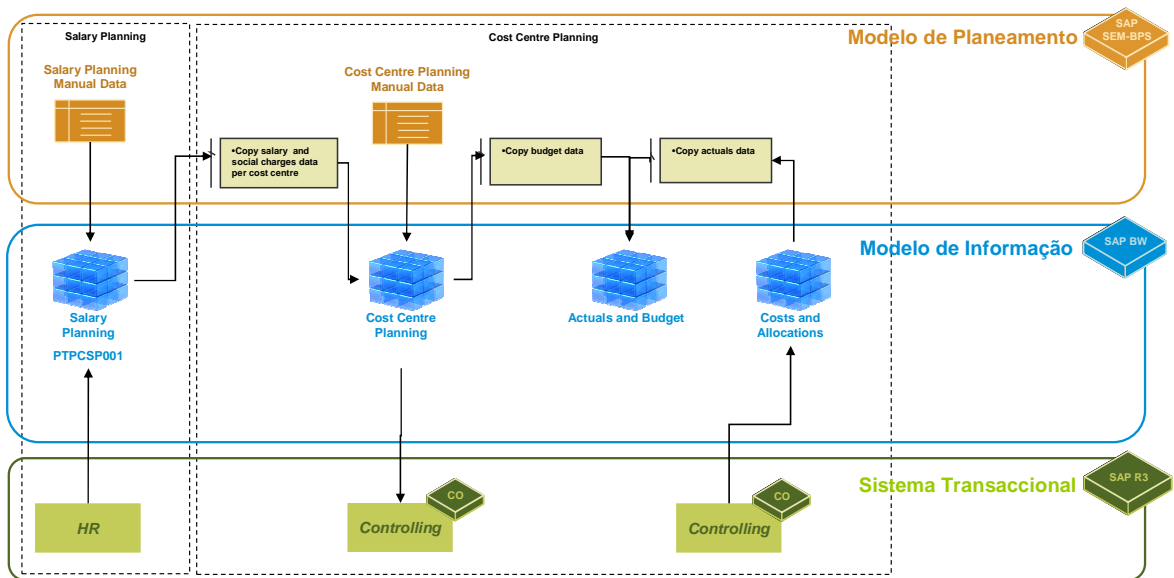 Salary Planning
Cost Centre Planning
Modelo de Planeamento
SAP
SEM-BPS
Salary Planning
Manual Data
Cost Centre Planning
Manual Data
•Copy salary and
social charges data
per cost centre
•Copy budget data
•Copy actuals data
Modelo de Informação
SAP BW
Salary
Planning
PTPCSP001
Cost Centre
Planning
Actuals and Budget
Costs and
Allocations
Sistema Transaccional
SAP R3
HR
CO
Controlling
CO
Controlling